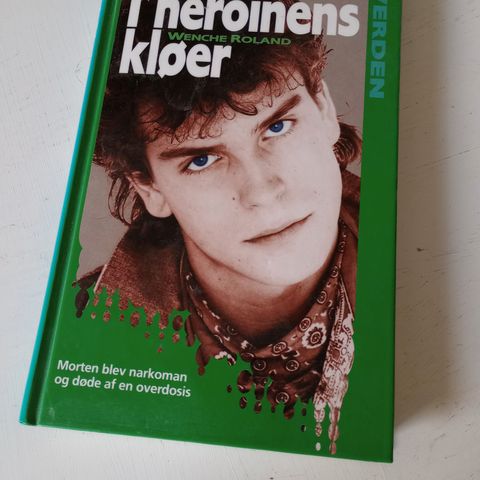 I heroinens
WENCHE ROLAND
kløer
VERDEN
Morten blev narkoman
og døde af en overdosis